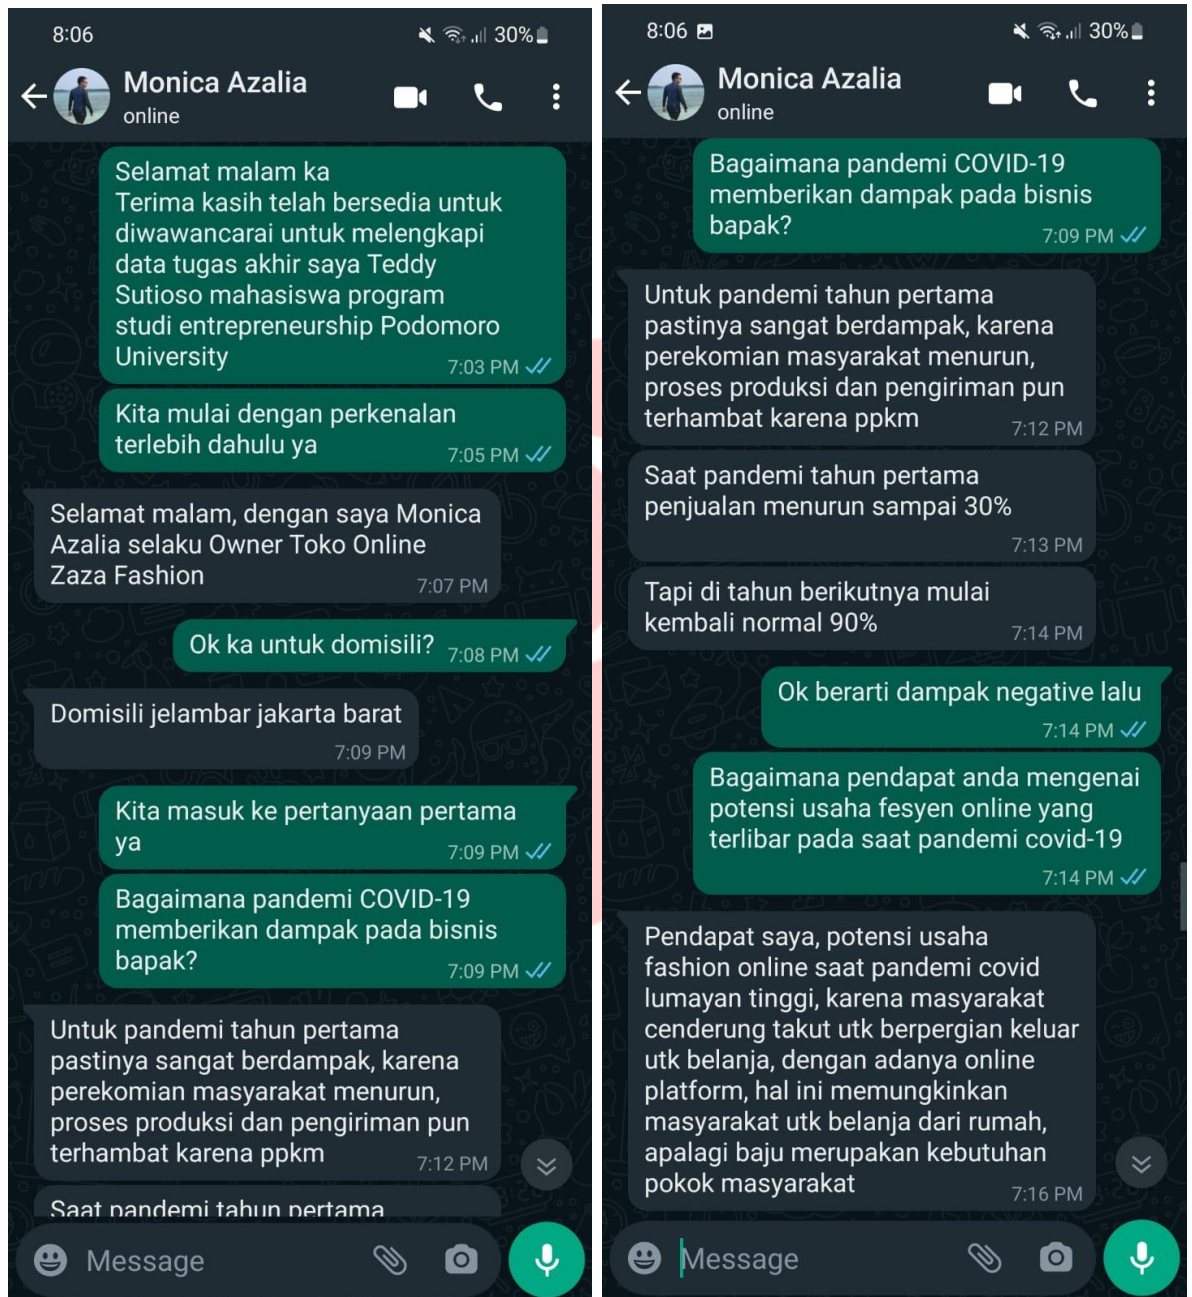 8:06
30%
Monica Azalia
online
Selamat malam ka
Terima kasih telah bersedia untuk
diwawancarai untuk melengkapi
data tugas akhir saya Teddy
Sutioso mahasiswa program
studi entrepreneurship Podomoro
University
7:03 PM
Kita mulai dengan perkenalan
terlebih dahulu ya
7:05 PM
Selamat malam, dengan saya Monica
Azalia selaku Owner Toko Online
Zaza Fashion
7:07 PM
Ok ka untuk domisili?
7:08 PM
Domisili jelambar jakarta barat
7:09 PM
Kita masuk ke pertanyaan pertama
ya
7:09 PM
Bagaimana pandemi COVID-19
memberikan dampak pada bisnis
bapak?
7:09 PM
Untuk pandemi tahun pertama
pastinya sangat berdampak, karena
perekomian masyarakat menurun,
proses produksi dan pengiriman pun
terhambat karena ppkm
7:12 PM
Saat pandemi tahun pertama
Message
8:06
30%
Monica Azalia
online
Bagaimana pandemi COVID-19
memberikan dampak pada bisnis
bapak?
7:09 PM
Untuk pandemi tahun pertama
pastinya sangat berdampak, karena
perekomian masyarakat menurun,
proses produksi dan pengiriman pun
terhambat karena ppkm
7:12 PM
Saat pandemi tahun pertama
penjualan menurun sampai 30%
7:13 PM
Tapi di tahun berikutnya mulai
kembali normal 90%
7:14 PM
Ok berarti dampak negative lalu
7:14 PM
Bagaimana pendapat anda mengenai
potensi usaha fesyen online yang
terlibar pada saat pandemi covid-19
7:14 PM
Pendapat saya, potensi usaha
fashion online saat pandemi covid
lumayan tinggi, karena masyarakat
cenderung takut utk berpergian keluar
utk belanja, dengan adanya online
platform, hal ini memungkinkan
masyarakat utk belanja dari rumah,
apalagi baju merupakan kebutuhan
pokok masyarakat
7:16 PM
Message